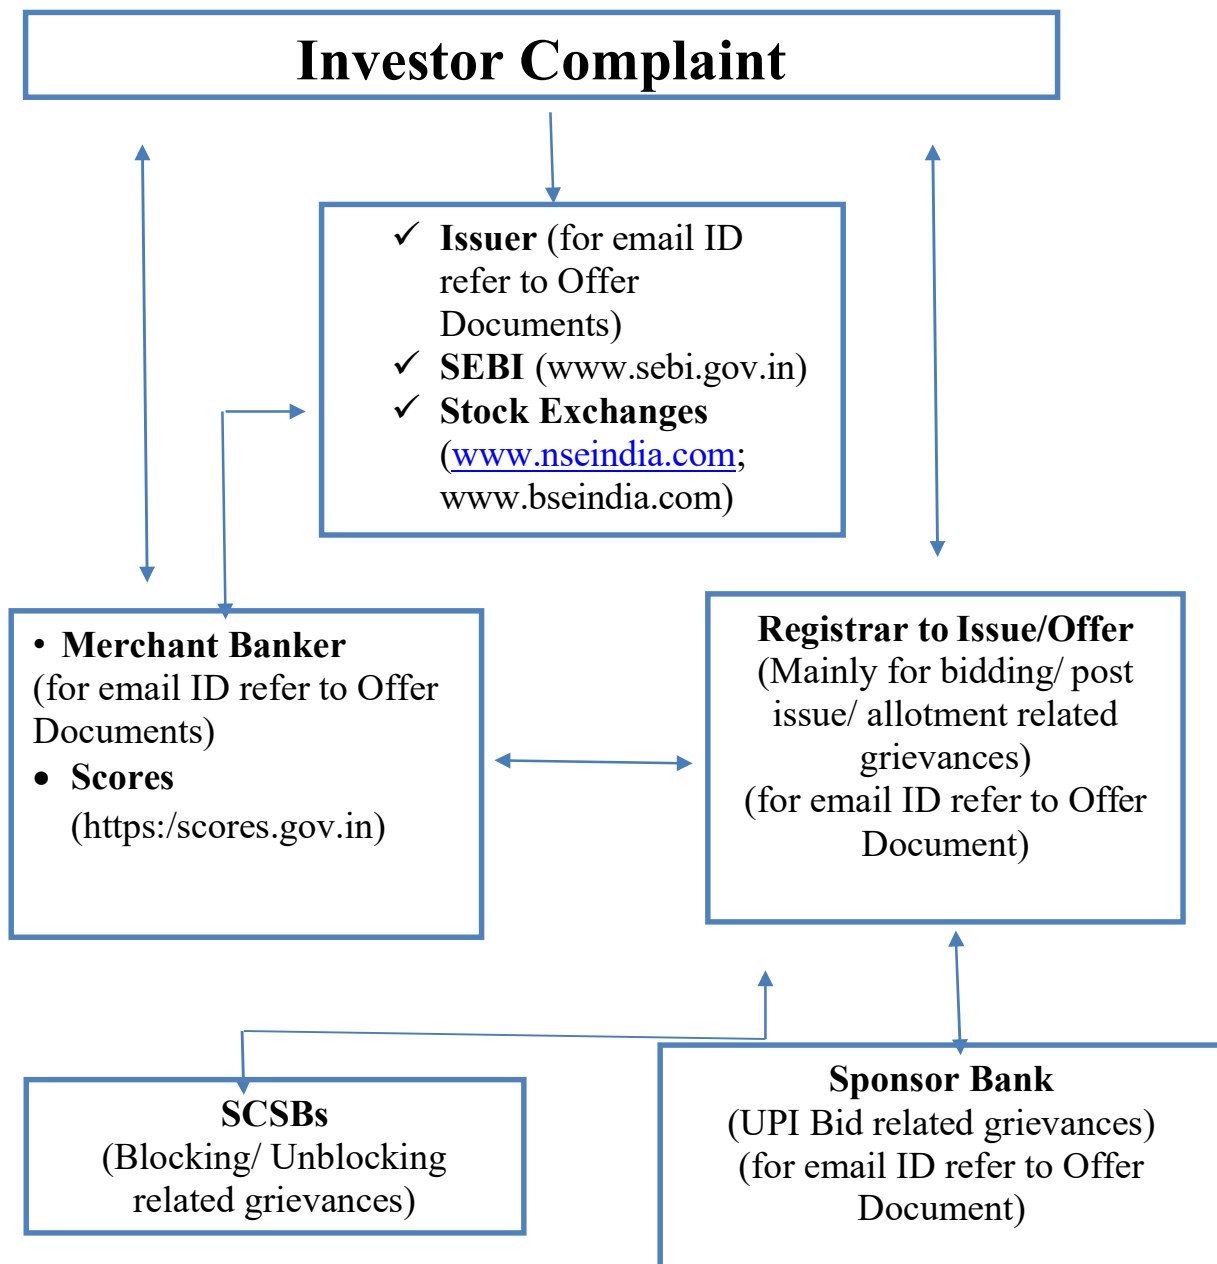 Investor Complaint
✓ Issuer (for email ID
refer to Offer
Documents)
✓ SEBI (www.sebi.gov.in)
✓ Stock Exchanges
(www.nseindia.com;
www.bseindia.com)
• Merchant Banker
(for email ID refer to Offer
Documents)
• Scores
(https:/scores.gov.in)
Registrar to Issue/Offer
(Mainly for bidding/ post
issue/ allotment related
grievances)
(for email ID refer to Offer
Document)
SCSBs
(Blocking/ Unblocking
related grievances)
Sponsor Bank
(UPI Bid related grievances)
(for email ID refer to Offer
Document)